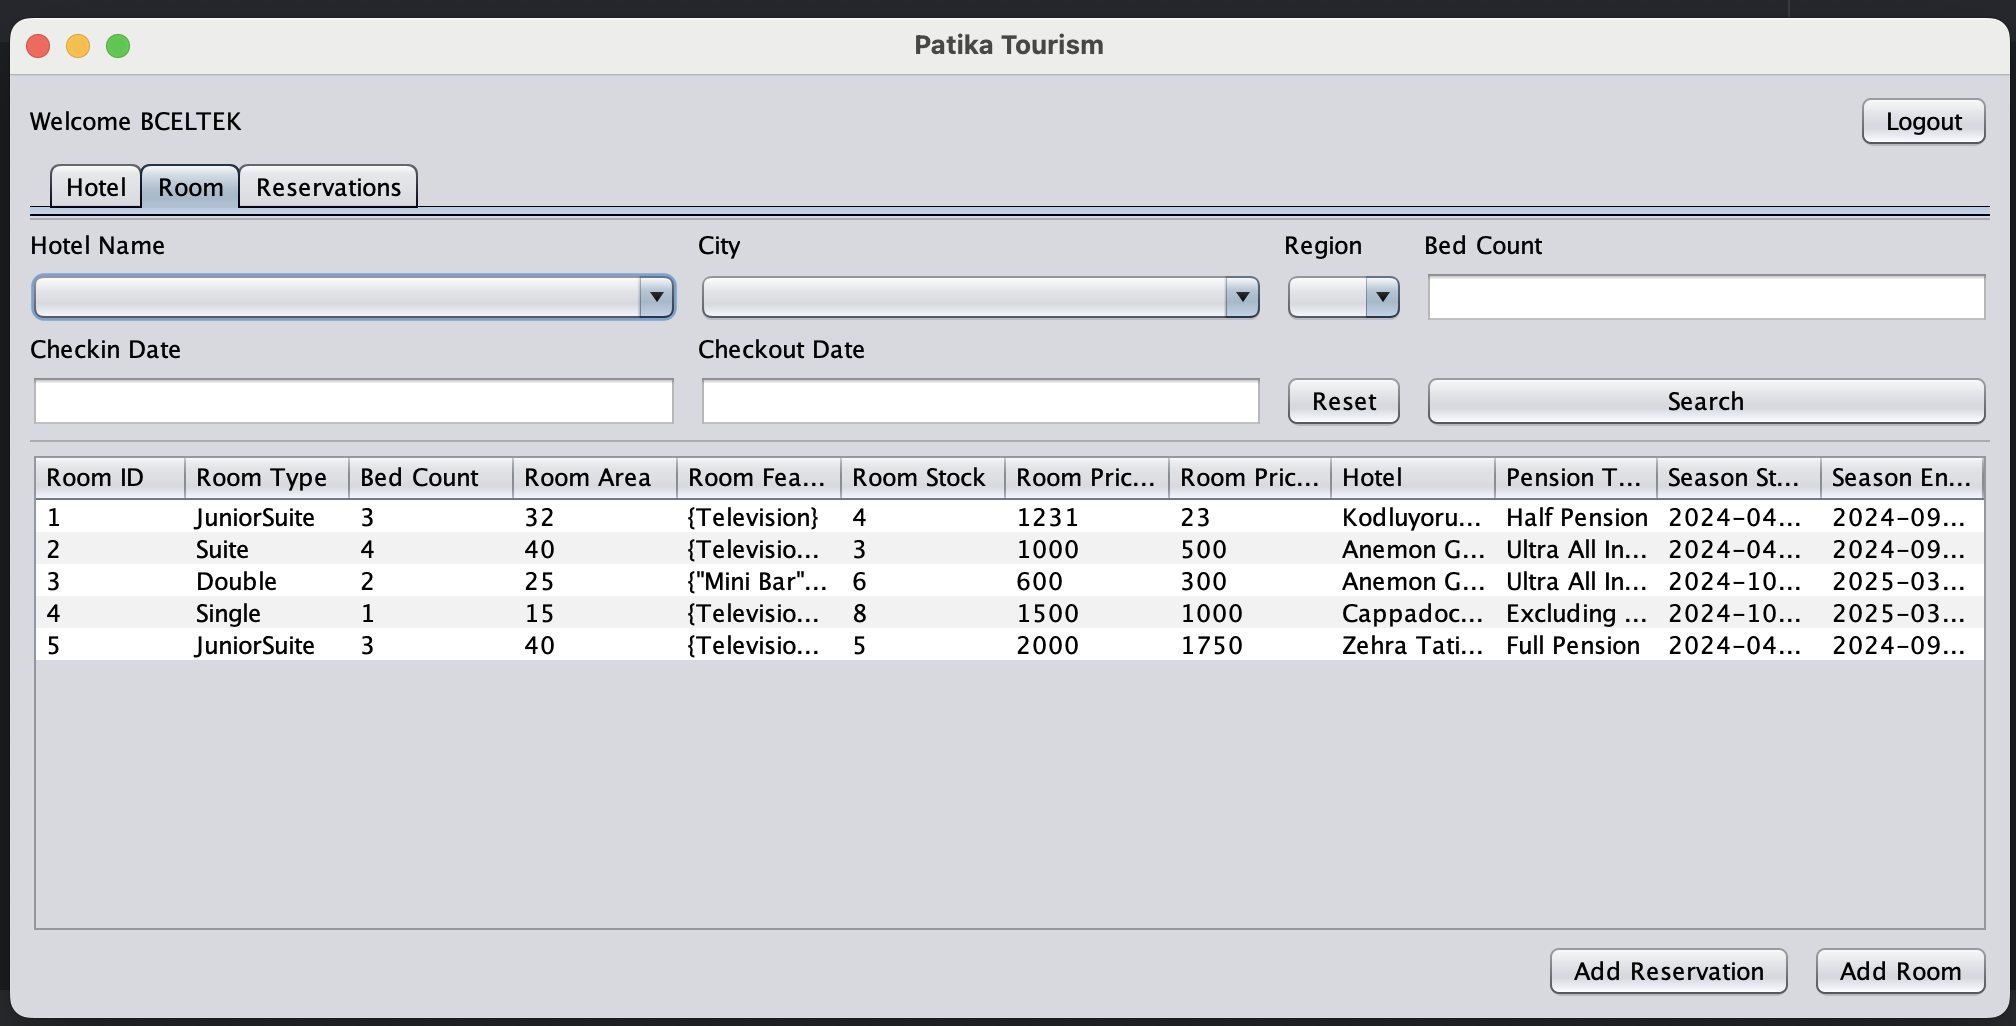 Patika Tourism
Welcome BCELTEK
Logout
Hotel Room Reservations
Hotel Name City Region Bed Count
Checkin Date Checkout Date
Reset Search
Room ID Room Type Bed Count Room Area Room Fea... Room Stock Room Pric... Room Pric... Hotel Pension T... Season St... Season En...
1 JuniorSuite 3 32 {Television} 4 1231 23 Kodluyoru... Half Pension 2024-04... 2024-09...
2 Suite 4 40 {Televisio... 3 1000 500 Anemon G... Ultra All In... 2024-04... 2024-09...
3 Double 2 25 {"Mini Bar"... 6 600 300 Anemon G... Ultra All In... 2024-10... 2025-03...
4 Single 1 15 {Televisio... 8 1500 1000 Cappadoc... Excluding ... 2024-10... 2025-03...
5 JuniorSuite 3 40 {Televisio... 5 2000 1750 Zehra Tati... Full Pension 2024-04... 2024-09...
Add Reservation Add Room